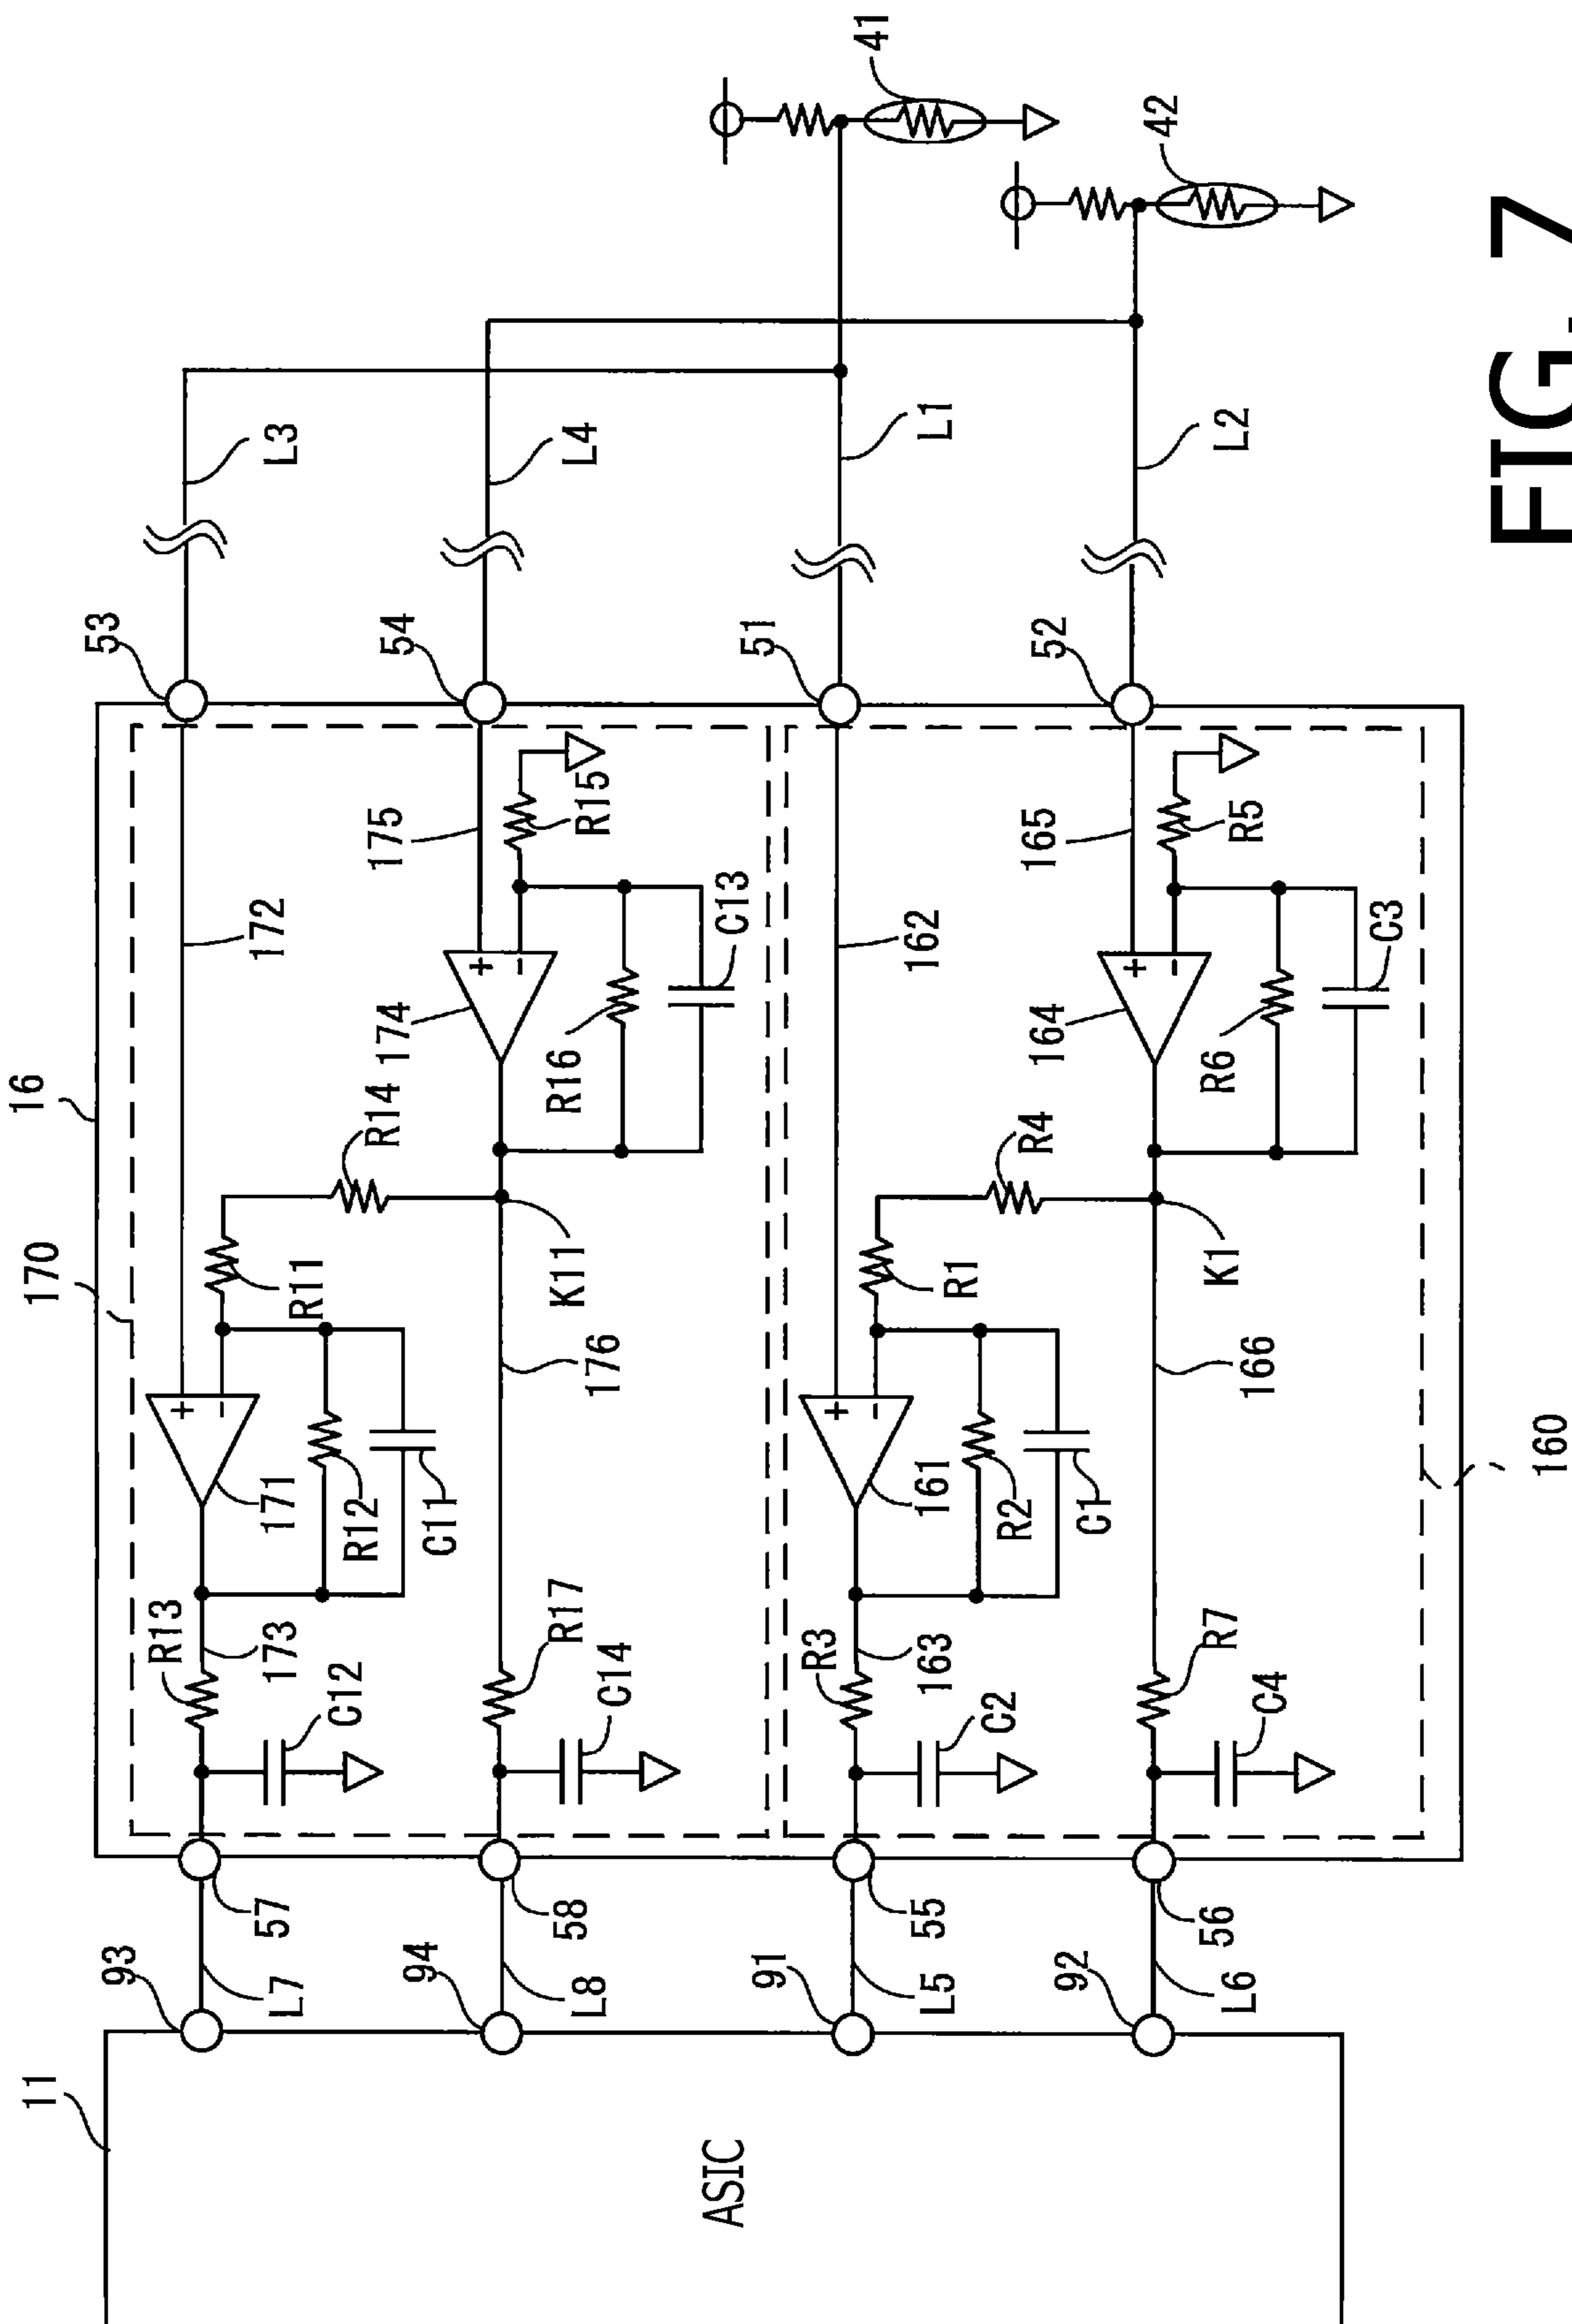 FIG. 7
11
ASIC
93
94
91
92
L7
L8
L5
L6
57
58
55
56
16
170
160
R13
173
C12
R17
C14
R3
163
C2
R7
C4
171
R12
C11
R11
172
176
K11
R14
174
R16
C13
175
R15
161
R2
C1
R1
162
166
K1
R4
164
R6
C3
165
R5
53
54
51
52
L3
L4
L1
L2
41
42
+
−
+
−
+
−
+
−